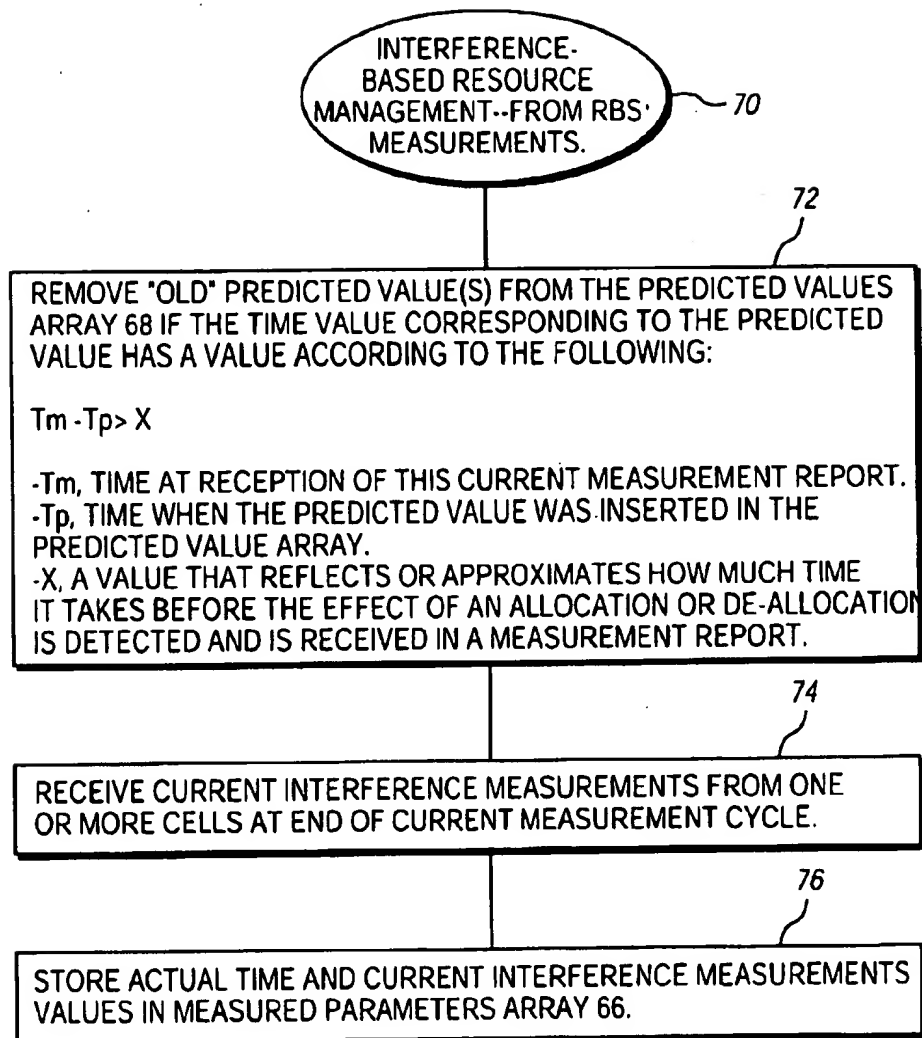 INTERFERENCE-
BASED RESOURCE
MANAGEMENT--FROM RBS
MEASUREMENTS.
70
72
REMOVE "OLD" PREDICTED VALUE(S) FROM THE PREDICTED VALUES
ARRAY 68 IF THE TIME VALUE CORRESPONDING TO THE PREDICTED
VALUE HAS A VALUE ACCORDING TO THE FOLLOWING:
Tm -Tp> X
-Tm, TIME AT RECEPTION OF THIS CURRENT MEASUREMENT REPORT.
-Tp, TIME WHEN THE PREDICTED VALUE WAS INSERTED IN THE
PREDICTED VALUE ARRAY.
-X, A VALUE THAT REFLECTS OR APPROXIMATES HOW MUCH TIME
IT TAKES BEFORE THE EFFECT OF AN ALLOCATION OR DE-ALLOCATION
IS DETECTED AND IS RECEIVED IN A MEASUREMENT REPORT.
74
RECEIVE CURRENT INTERFERENCE MEASUREMENTS FROM ONE
OR MORE CELLS AT END OF CURRENT MEASUREMENT CYCLE.
76
STORE ACTUAL TIME AND CURRENT INTERFERENCE MEASUREMENTS
VALUES IN MEASURED PARAMETERS ARRAY 66.